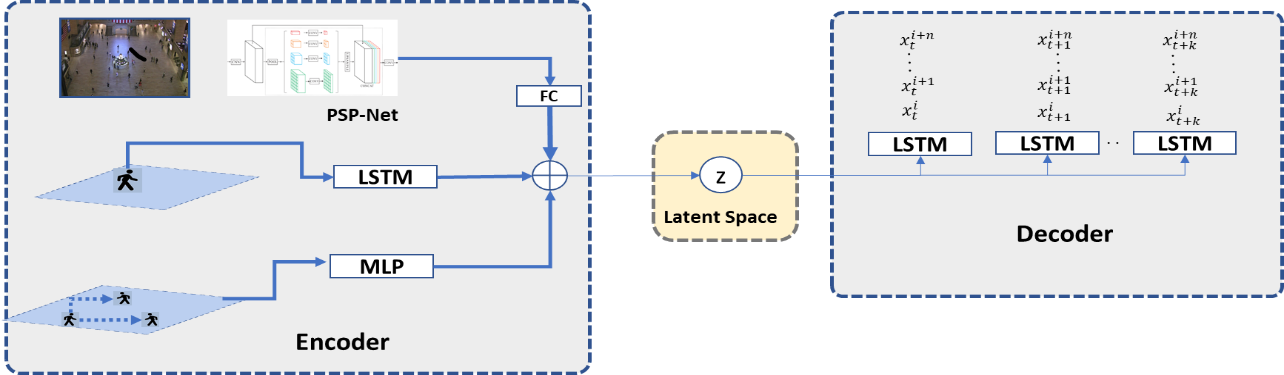 PSP-Net
FC
LSTM
MLP
Encoder
Z
Latent Space
x_t^{i+n} x_{t+1}^{i+n} x_{t+k}^{i+n}
x_t^{i+1} x_{t+1}^{i+1} x_{t+k}^{i+1}
x_t^i x_{t+1}^i x_{t+k}^i
LSTM LSTM ·· LSTM
Decoder